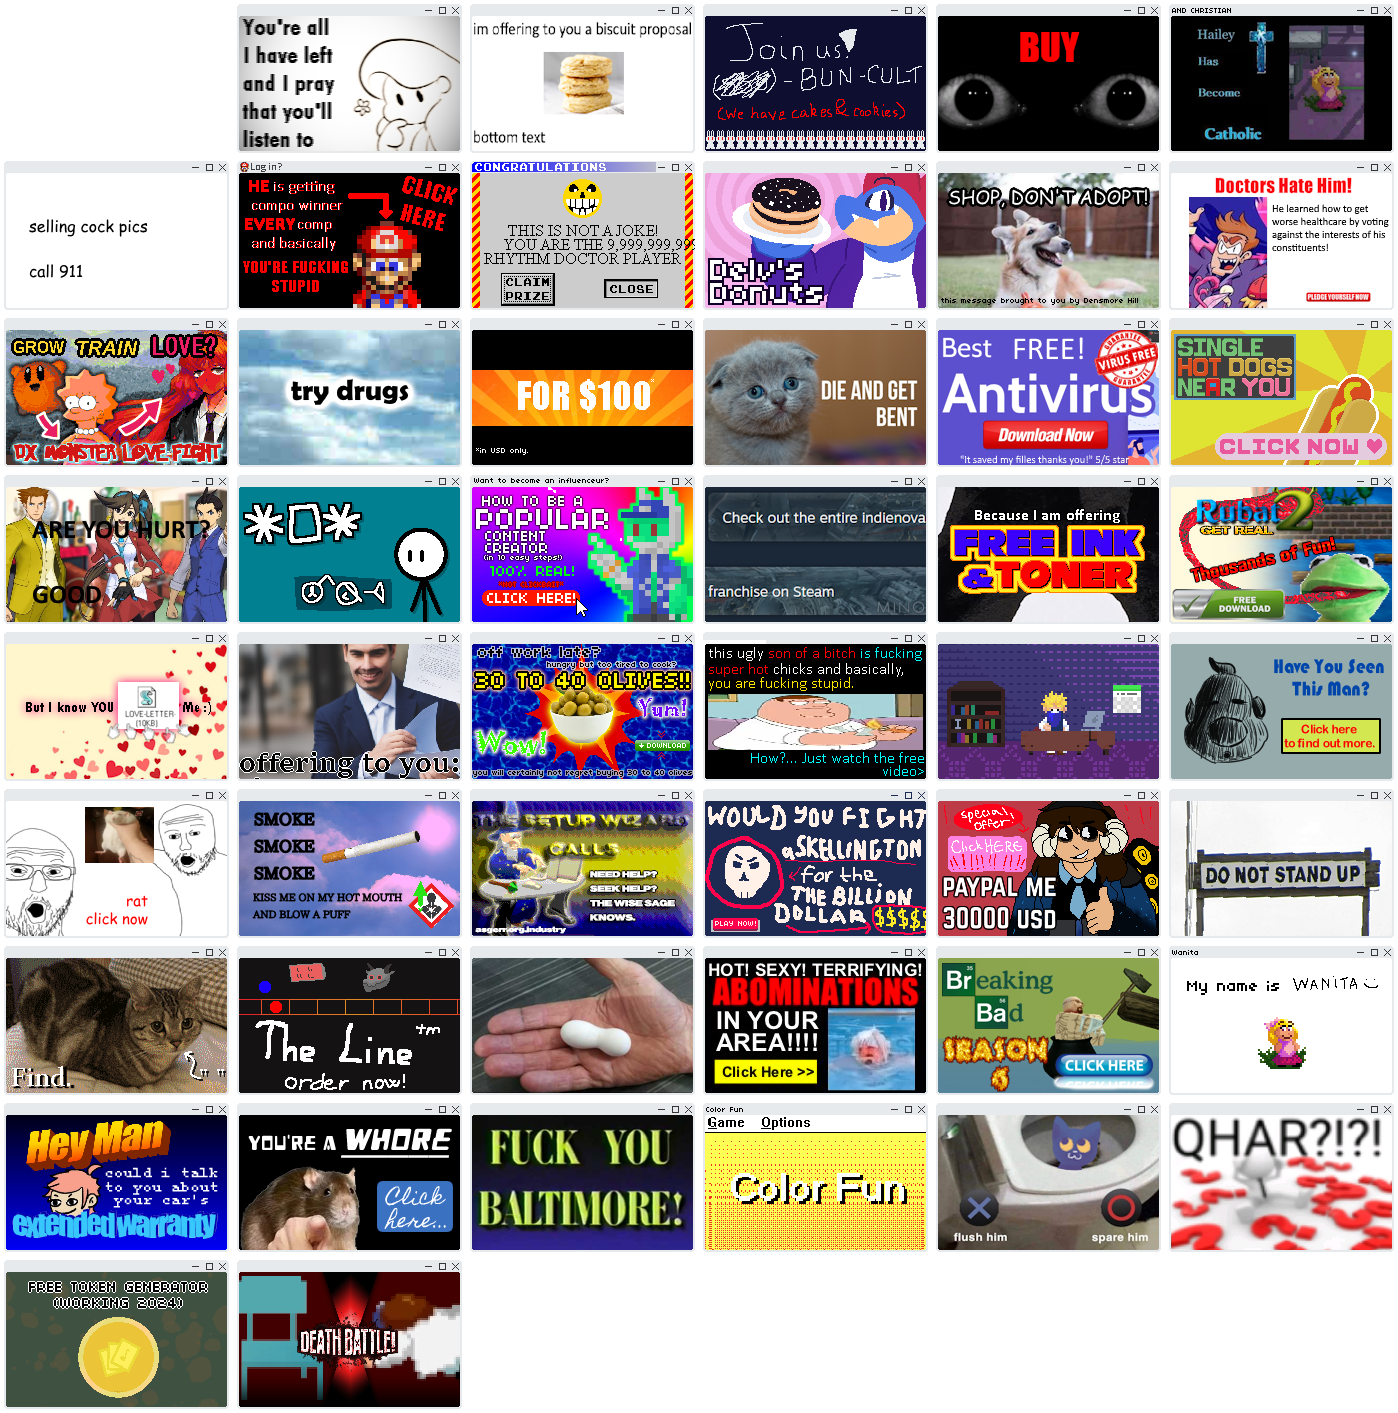 You're all
I have left
and I pray
that you'll
listen to
im offering to you a biscuit proposal
bottom text
Join us!
- BUN - CULT
(We have cakes & cookies)
BUY
AND CHRISTIAN
Hailey
Has
Become
Catholic
selling cock pics
call 911
Log in?
HE is getting
compo winner
EVERY comp
and basically
YOU'RE FUCKING
STUPID
CLICK
HERE
CONGRATULATIONS
THIS IS NOT A JOKE!
YOU ARE THE 9,999,999,999
RHYTHM DOCTOR PLAYER
CLAIM
PRIZE
CLOSE
Delv's
Donuts
SHOP, DON'T ADOPT!
this message brought to you by Densmore Hill
Doctors Hate Him!
He learned how to get
worse healthcare by voting
against the interests of his
constituents!
PLEDGE YOURSELF NOW
GROW TRAIN LOVE?
DX MONSTER LOVE-FIGHT
try drugs
FOR $100*
*in USD only.
DIE AND GET
BENT
Best FREE!
VIRUS FREE
GUARANTEE
GUARANTEE
Antivirus
Download Now
"It saved my filles thanks you!" 5/5 star
SINGLE
HOT DOGS
NEAR YOU
CLICK NOW
ARE YOU HURT?
GOOD
Want to become an influenceur?
HOW TO BE A
POPULAR
CONTENT
CREATOR
(in 10 easy steps!)
100% REAL!
*NOT CLICKBAIT*
CLICK HERE!
Check out the entire indienova
franchise on Steam
MINO
Because I am offering
FREE INK
& TONER
Rubat 2
GET REAL
Thousands of Fun!
FREE
DOWNLOAD
But I know YOU
LOVE-LETTER-
(10KB)
Me :)
offering to you:
off work late?
hungry but too tired to cook?
30 TO 40 OLIVES!!
Yum!
Wow!
DOWNLOAD
you will certainly not regret buying 30 to 40 olives
this ugly son of a bitch is fucking
super hot chicks and basically,
you are fucking stupid.
How?... Just watch the free
video>
Have You Seen
This Man?
Click here
to find out more.
rat
click now
SMOKE
SMOKE
SMOKE
KISS ME ON MY HOT MOUTH
AND BLOW A PUFF
THE SETUP WIZARD
CALLS
NEED HELP?
SEEK HELP?
THE WISE SAGE
KNOWS.
asgernorg.industry
WOULD YOU FIGHT
a SKELLINGTON
for the
THE BILLION
DOLLAR $$$$$
PLAY NOW!
special!
offer!
Click HERE
PAYPAL ME
30000 USD
DO NOT STAND UP
Find.
The Line ™
order now!
HOT! SEXY! TERRIFYING!
ABOMINATIONS
IN YOUR
AREA!!!!
Click Here >>
35
Breaking
56
Bad
SEASON
6
CLICK HERE
Wanita
My name is WANITA
Hey Man
could i talk
to you about
your car's
extended warranty
YOU'RE A WHORE
Click
here...
FUCK YOU
BALTIMORE!
Color Fun
Game Options
Color Fun
flush him
spare him
QHAR?!?!
FREE TOKEN GENERATOR
(WORKING 2024)
DEATH BATTLE!